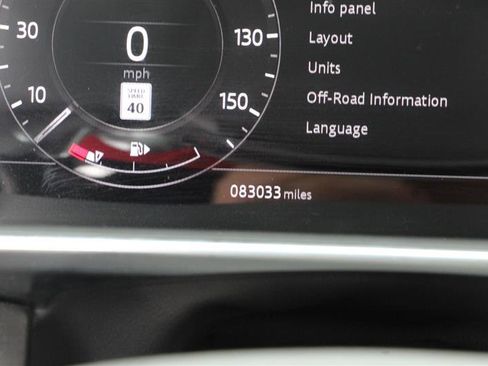 Info panel
30
0
130
Layout
mph
Units
SPEED
LIMIT
40
10
150
Off-Road Information
Language
083033 miles